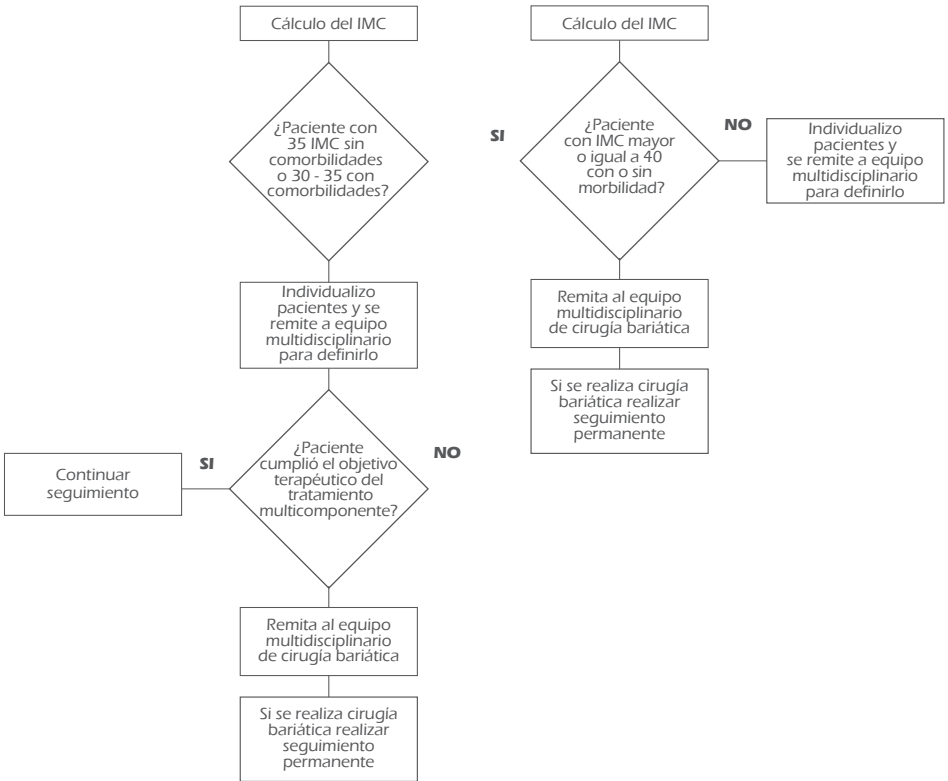 Cálculo del IMC
¿Paciente con
35 IMC sin
comorbilidades
o 30 - 35 con
comorbilidades?
Individualizo
pacientes y se
remite a equipo
multidisciplinario
para definirlo
¿Paciente
cumplió el objetivo
terapéutico del
tratamiento
multicomponente?
SI
Continuar
seguimiento
NO
Remita al equipo
multidisciplinario
de cirugía bariática
Si se realiza cirugía
bariática realizar
seguimiento
permanente
Cálculo del IMC
SI
¿Paciente
con IMC mayor
o igual a 40
con o sin
morbilidad?
NO
Individualizo
pacientes y
se remite a equipo
multidisciplinario
para definirlo
Remita al equipo
multidisciplinario
de cirugía bariática
Si se realiza cirugía
bariática realizar
seguimiento
permanente